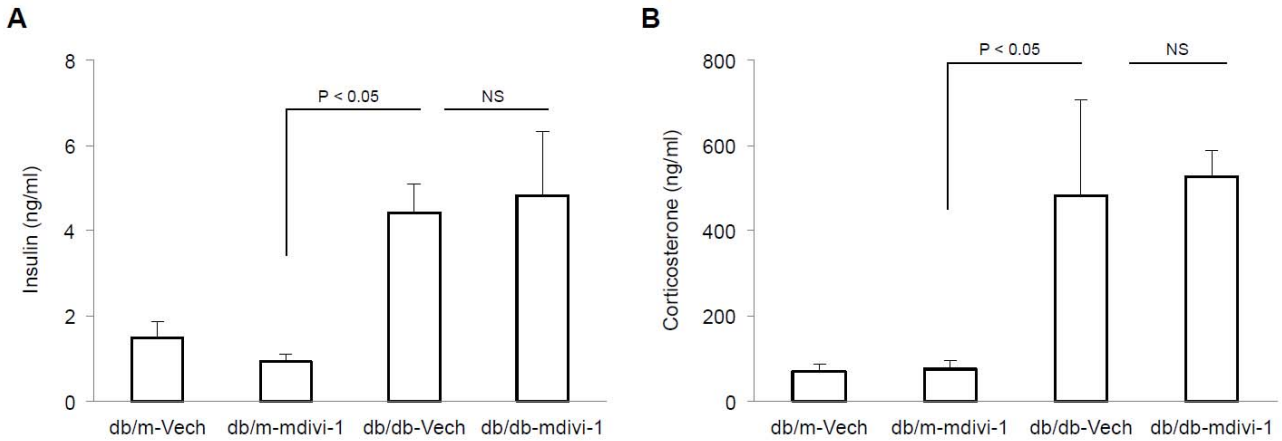 A
Insulin (ng/ml)
8
6
4
2
0
P < 0.05
NS
db/m-Vech
db/m-mdivi-1
db/db-Vech
db/db-mdivi-1
B
Corticosterone (ng/ml)
800
600
400
200
0
P < 0.05
NS
db/m-Vech
db/m-mdivi-1
db/db-Vech
db/db-mdivi-1